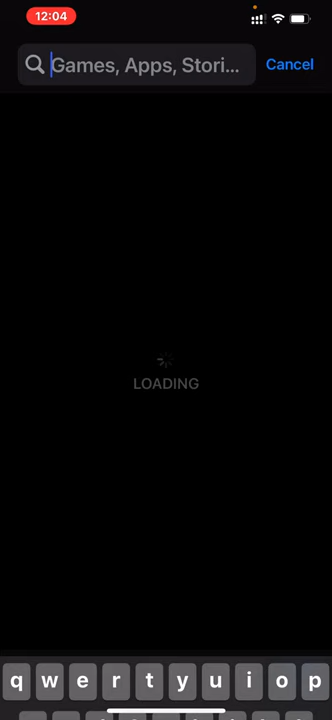 12:04
Games, Apps, Stori...
Cancel
LOADING
q w e r t y u i o p